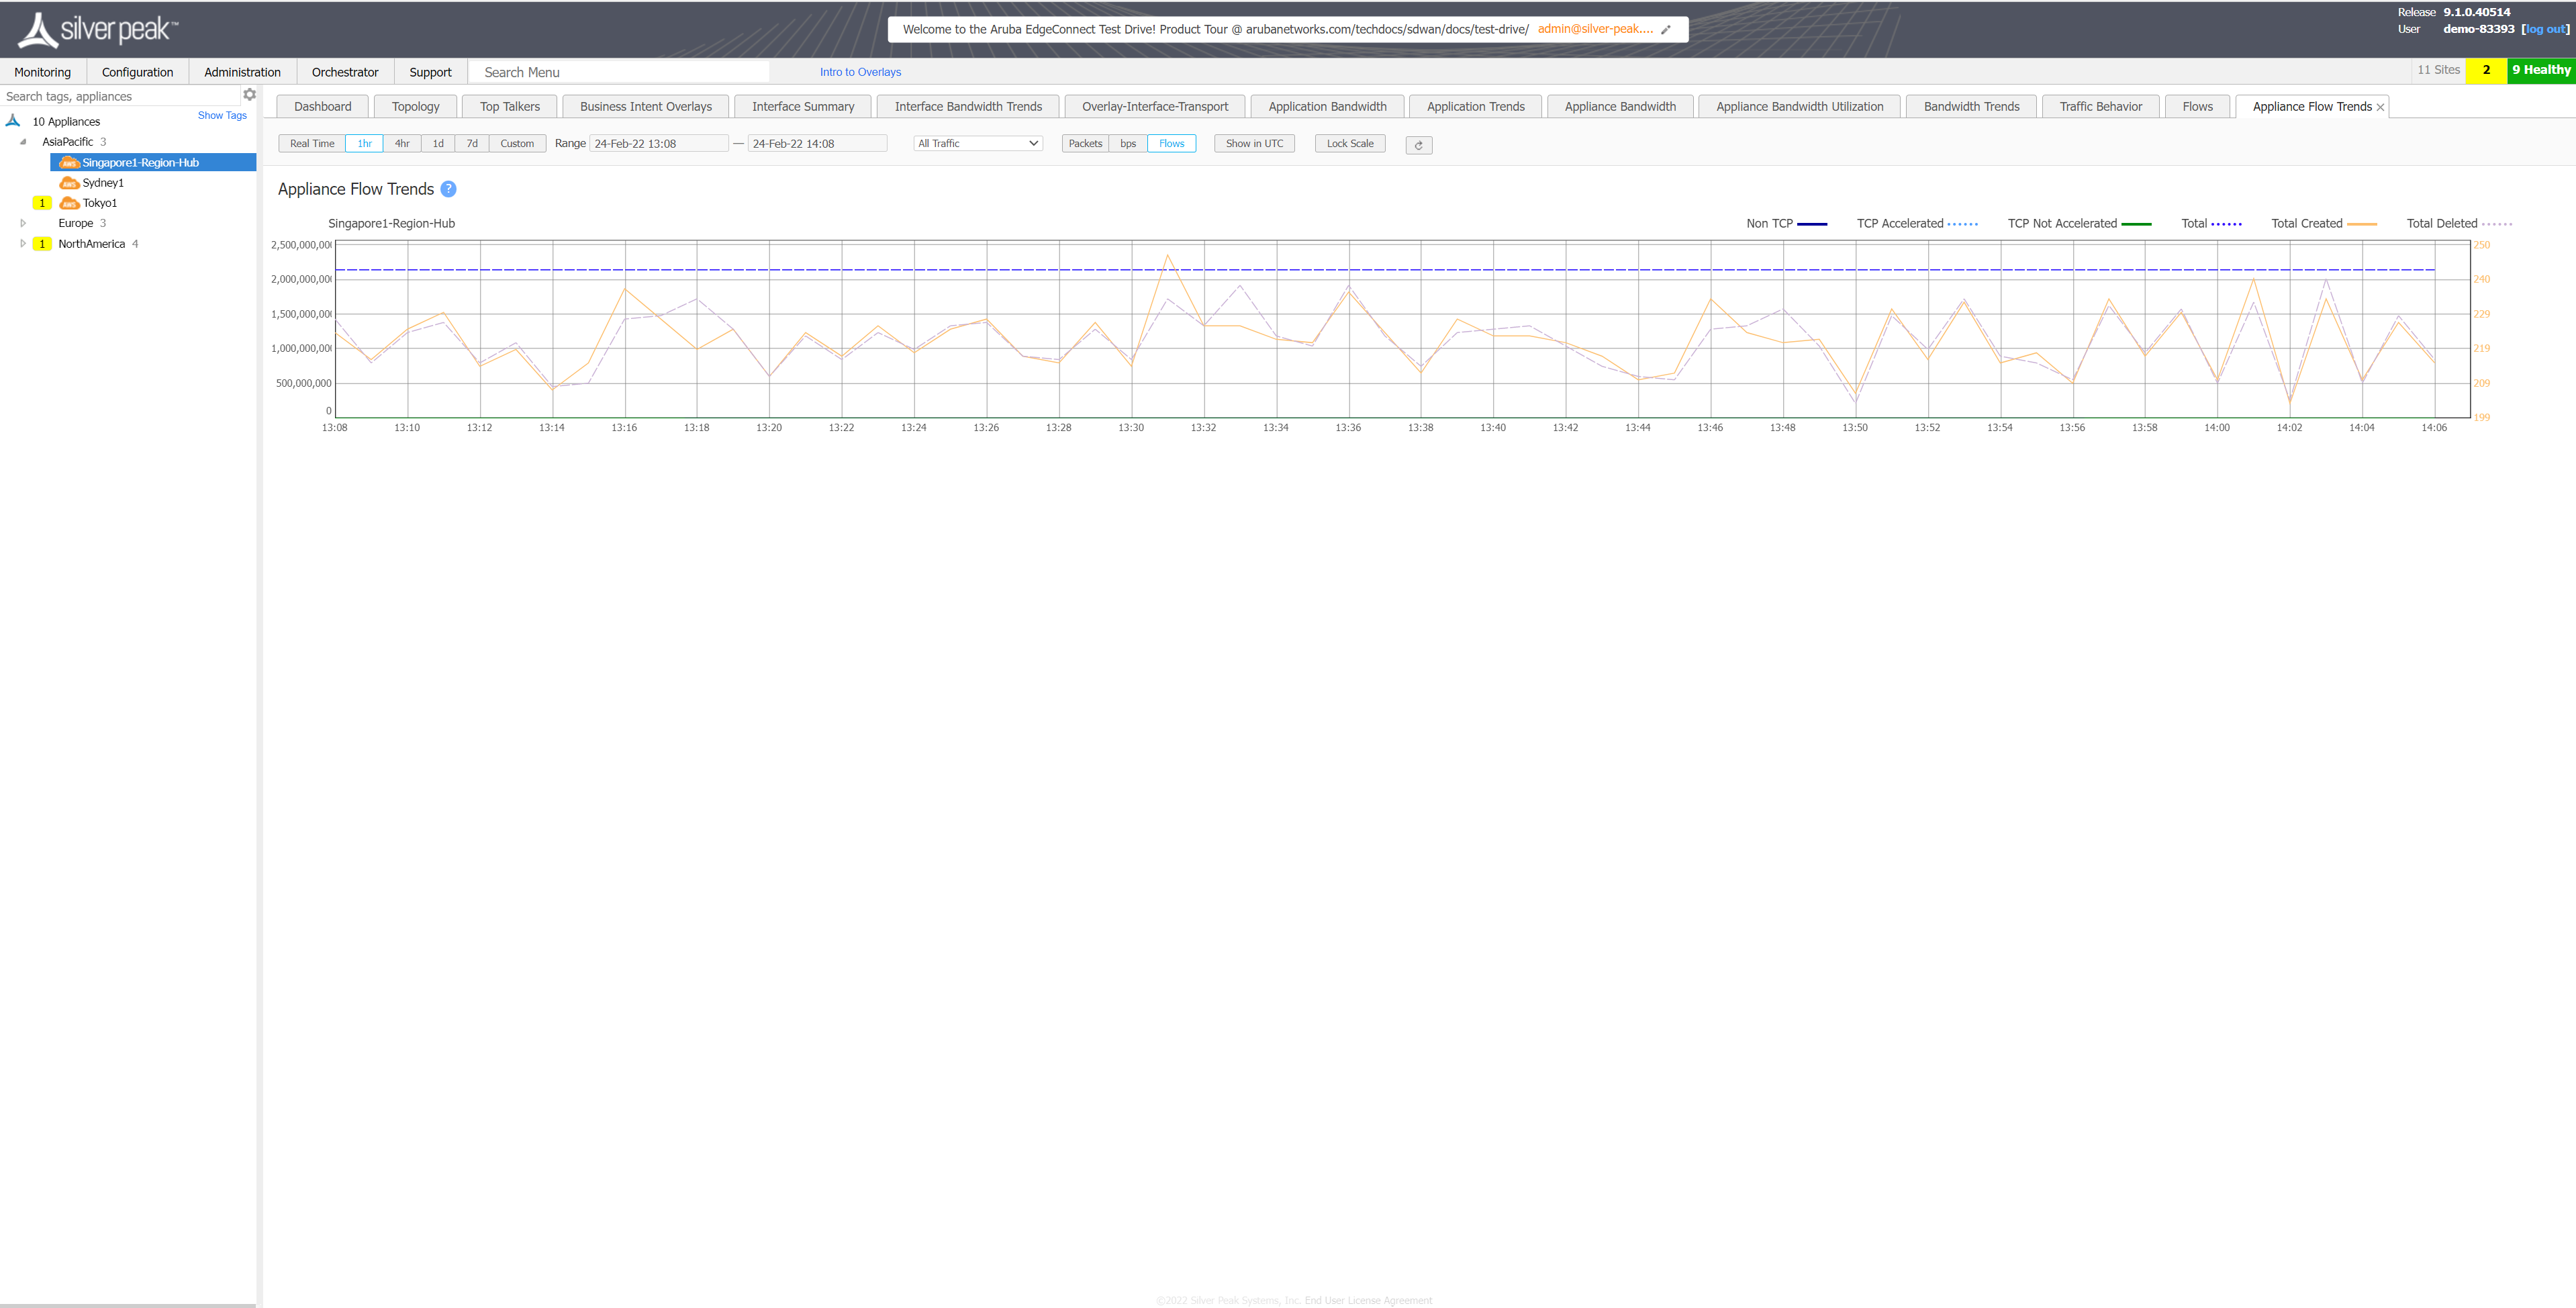 silver peak™
Welcome to the Aruba EdgeConnect Test Drive! Product Tour @ arubanetworks.com/techdocs/sdwan/docs/test-drive/ admin@silver-peak....
Release 9.1.0.40514
User demo-83393 [log out]
Monitoring Configuration Administration Orchestrator Support Search Menu Intro to Overlays 11 Sites 2 9 Healthy
Search tags, appliances
Show Tags
10 Appliances
AsiaPacific 3
AWS Singapore1-Region-Hub
AWS Sydney1
1 AWS Tokyo1
Europe 3
1 NorthAmerica 4
Dashboard Topology Top Talkers Business Intent Overlays Interface Summary Interface Bandwidth Trends Overlay-Interface-Transport Application Bandwidth Application Trends Appliance Bandwidth Appliance Bandwidth Utilization Bandwidth Trends Traffic Behavior Flows Appliance Flow Trends
Real Time 1hr 4hr 1d 7d Custom Range 24-Feb-22 13:08 — 24-Feb-22 14:08 All Traffic Packets bps Flows Show in UTC Lock Scale
Appliance Flow Trends ?
Singapore1-Region-Hub Non TCP TCP Accelerated TCP Not Accelerated Total Total Created Total Deleted
2,500,000,000 250
2,000,000,000 240
1,500,000,000 229
1,000,000,000 219
500,000,000 209
0 199
13:08 13:10 13:12 13:14 13:16 13:18 13:20 13:22 13:24 13:26 13:28 13:30 13:32 13:34 13:36 13:38 13:40 13:42 13:44 13:46 13:48 13:50 13:52 13:54 13:56 13:58 14:00 14:02 14:04 14:06
©2022 Silver Peak Systems, Inc. End User License Agreement